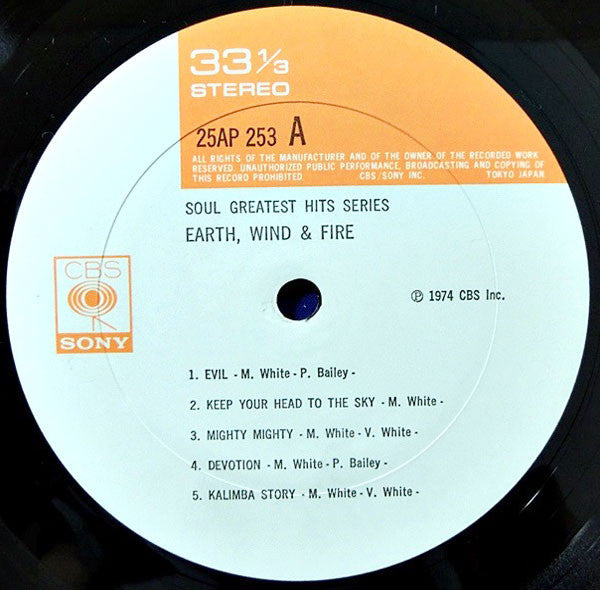 33 1/3
STEREO
25AP 253 A
ALL RIGHTS OF THE MANUFACTURER AND OF THE OWNER OF THE RECORDED WORK
RESERVED. UNAUTHORIZED PUBLIC PERFORMANCE, BROADCASTING AND COPYING OF
THIS RECORD PROHIBITED. CBS/SONY INC. TOKYO JAPAN
SOUL GREATEST HITS SERIES
EARTH, WIND & FIRE
CBS
SONY
℗ 1974 CBS Inc.
1. EVIL - M. White - P. Bailey -
2. KEEP YOUR HEAD TO THE SKY - M. White -
3. MIGHTY MIGHTY - M. White - V. White -
4. DEVOTION - M. White - P. Bailey -
5. KALIMBA STORY - M. White - V. White -